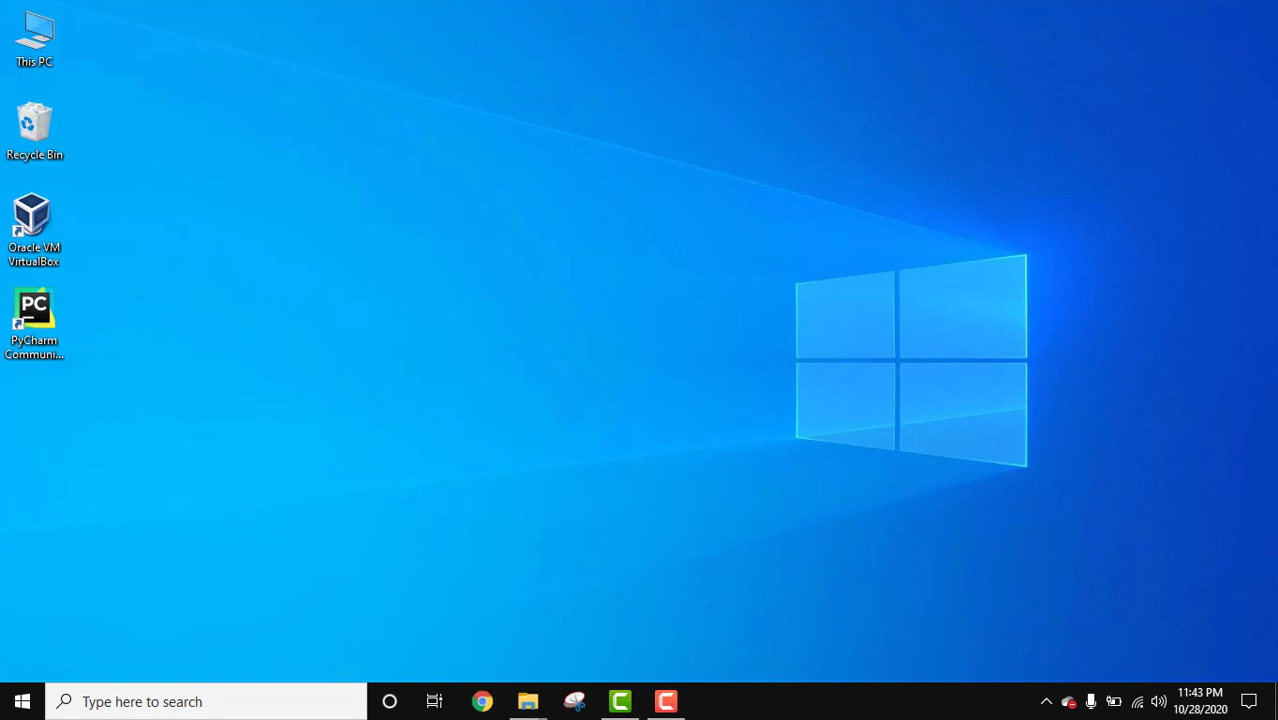 This PC
Recycle Bin
Oracle VM
VirtualBox
PC
PyCharm
Communi...
Type here to search
11:43 PM
10/28/2020